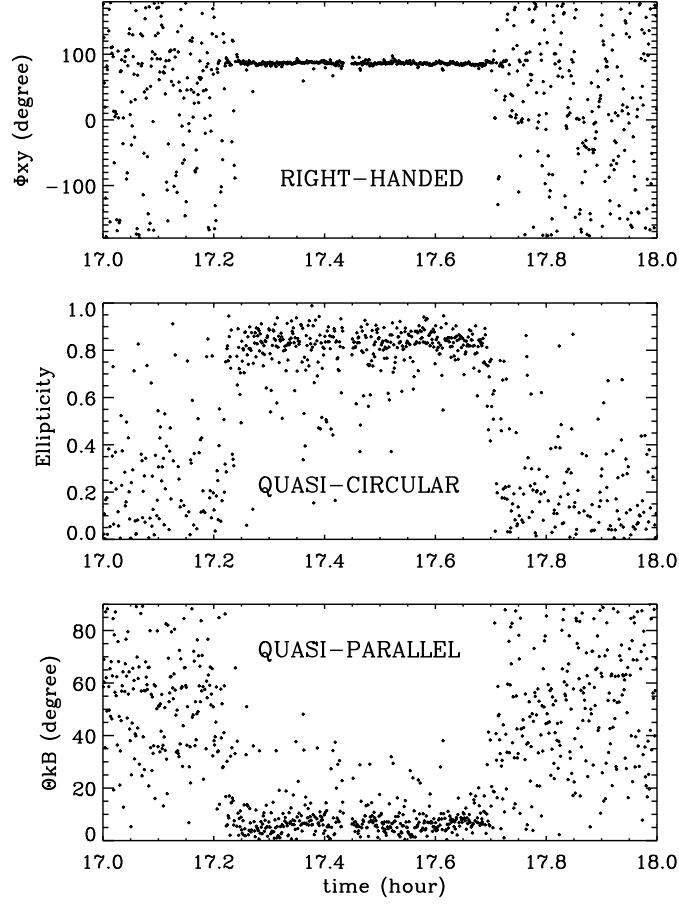 Φxy (degree)
100
0
−100
RIGHT−HANDED
17.0 17.2 17.4 17.6 17.8 18.0
Ellipticity
1.0
0.8
0.6
0.4
0.2
0.0
QUASI−CIRCULAR
17.0 17.2 17.4 17.6 17.8 18.0
ΘkB (degree)
80
60
40
20
0
QUASI−PARALLEL
17.0 17.2 17.4 17.6 17.8 18.0
time (hour)